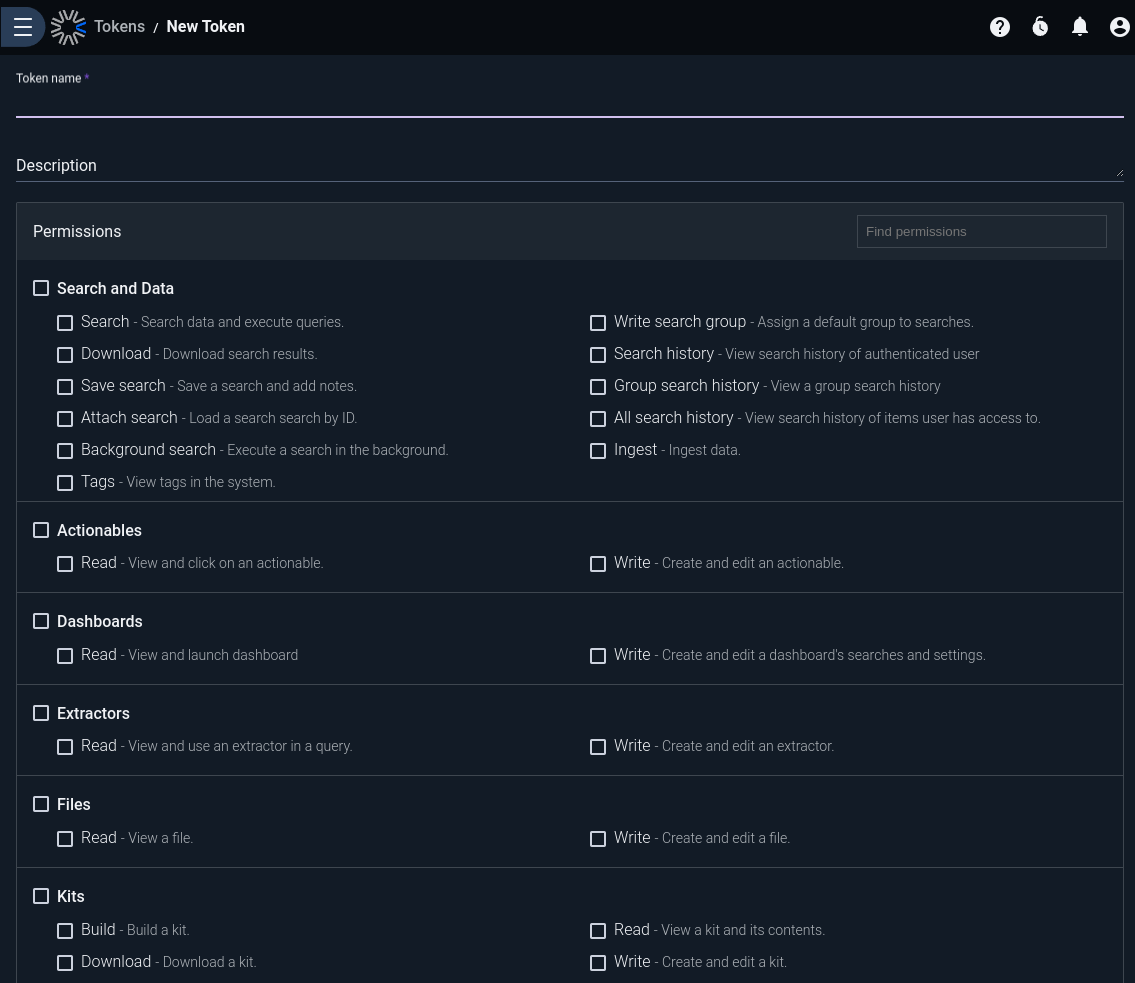 Tokens / New Token
Token name *
Description
Permissions
Find permissions
Search and Data
Search - Search data and execute queries.
Write search group - Assign a default group to searches.
Download - Download search results.
Search history - View search history of authenticated user
Save search - Save a search and add notes.
Group search history - View a group search history
Attach search - Load a search search by ID.
All search history - View search history of items user has access to.
Background search - Execute a search in the background.
Ingest - Ingest data.
Tags - View tags in the system.
Actionables
Read - View and click on an actionable.
Write - Create and edit an actionable.
Dashboards
Read - View and launch dashboard
Write - Create and edit a dashboard's searches and settings.
Extractors
Read - View and use an extractor in a query.
Write - Create and edit an extractor.
Files
Read - View a file.
Write - Create and edit a file.
Kits
Build - Build a kit.
Read - View a kit and its contents.
Download - Download a kit.
Write - Create and edit a kit.